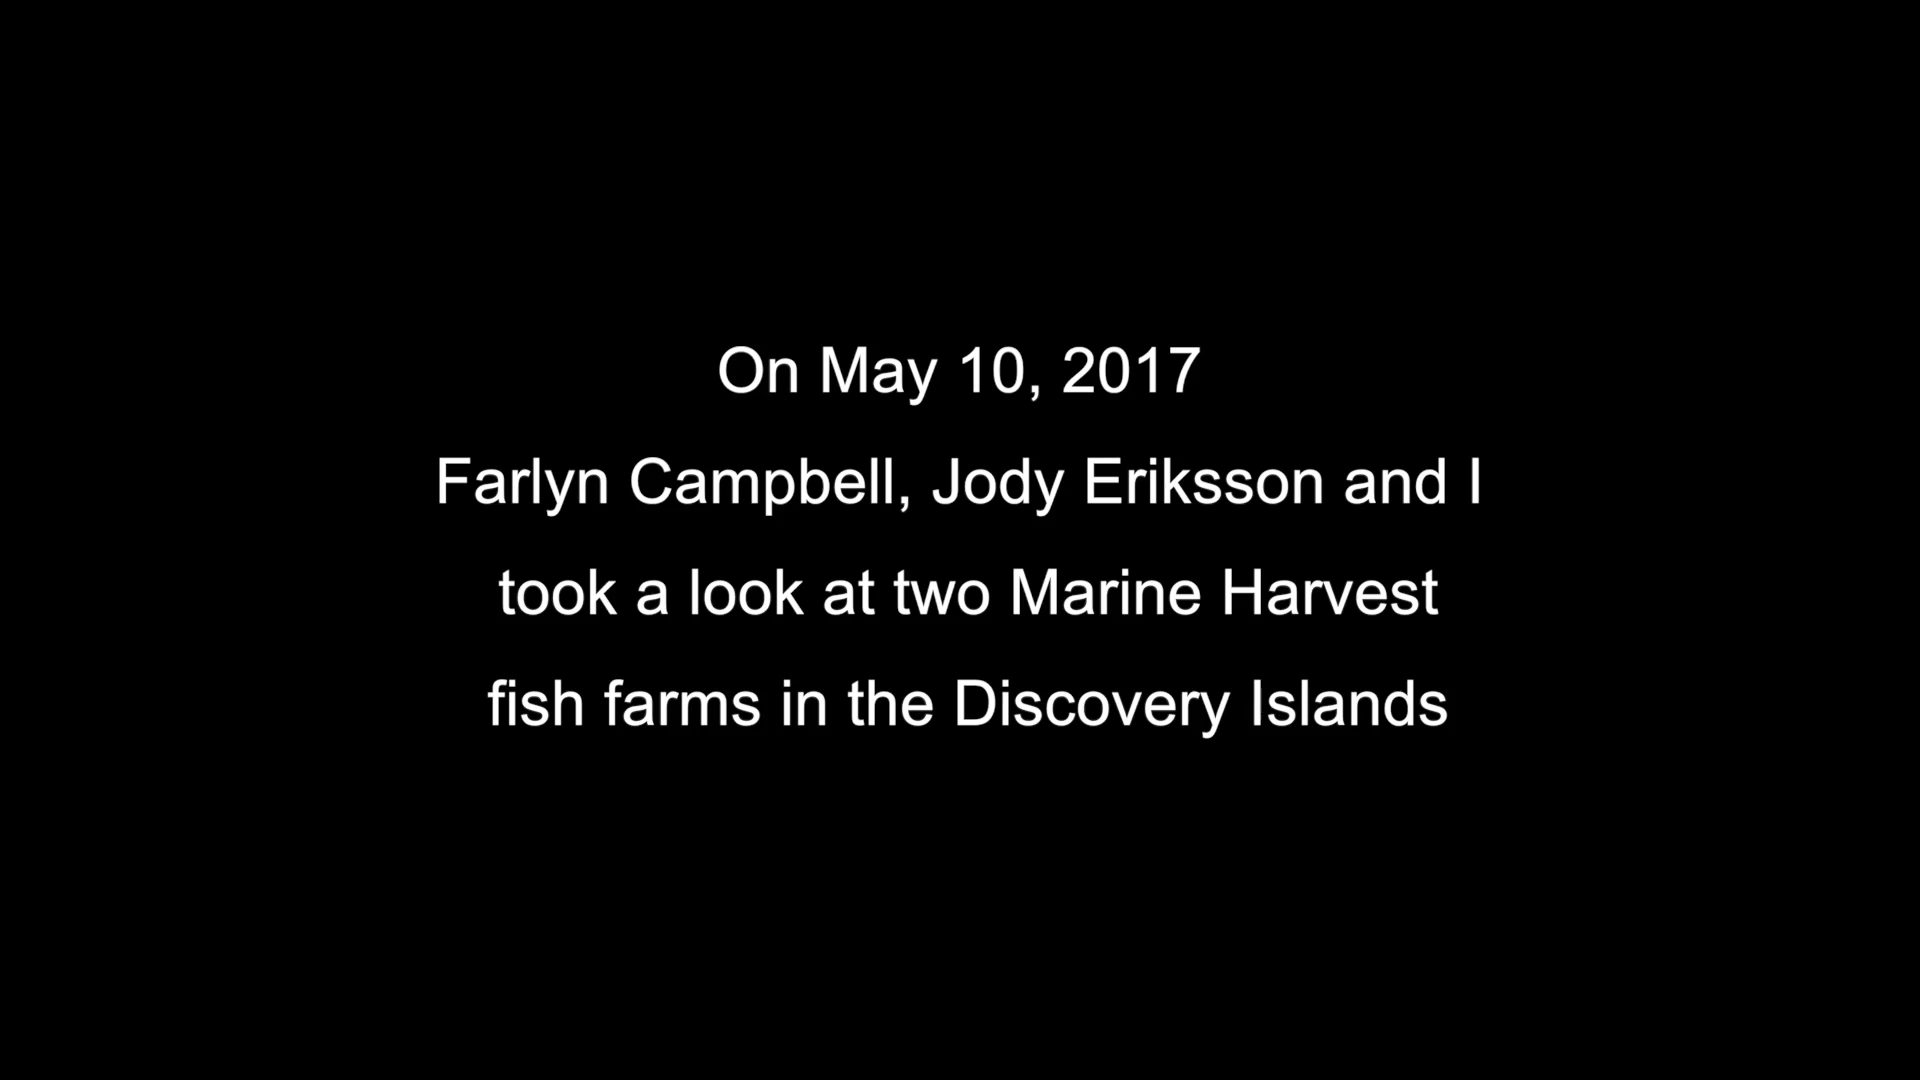 On May 10, 2017
Farlyn Campbell, Jody Eriksson and I
took a look at two Marine Harvest
fish farms in the Discovery Islands